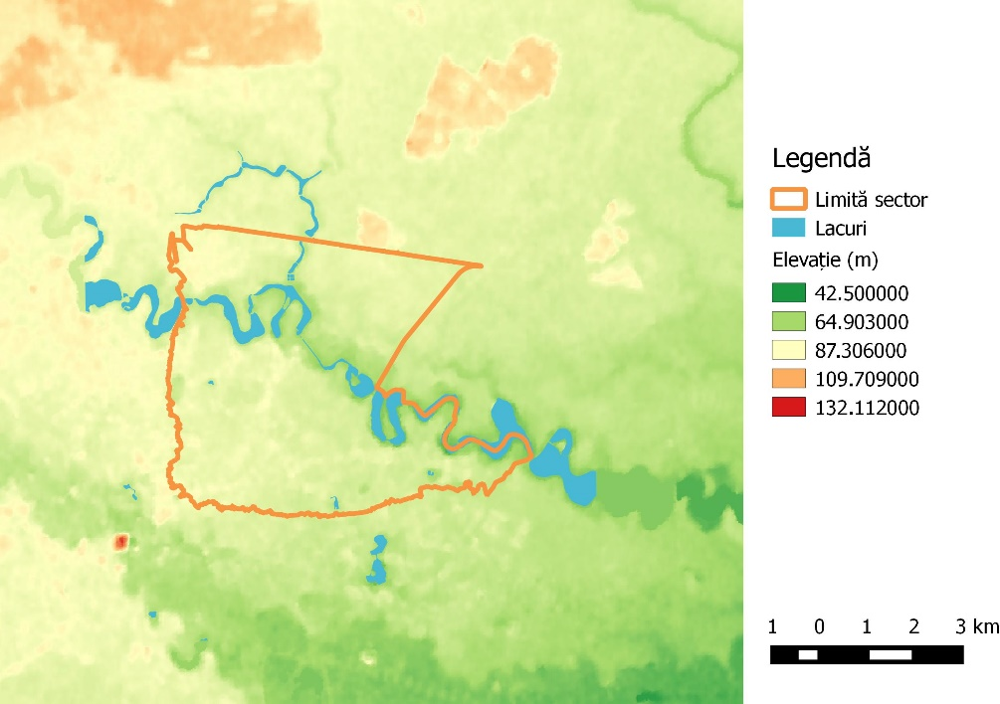 Legendă
Limită sector
Lacuri
Elevație (m)
42.500000
64.903000
87.306000
109.709000
132.112000
1 0 1 2 3 km